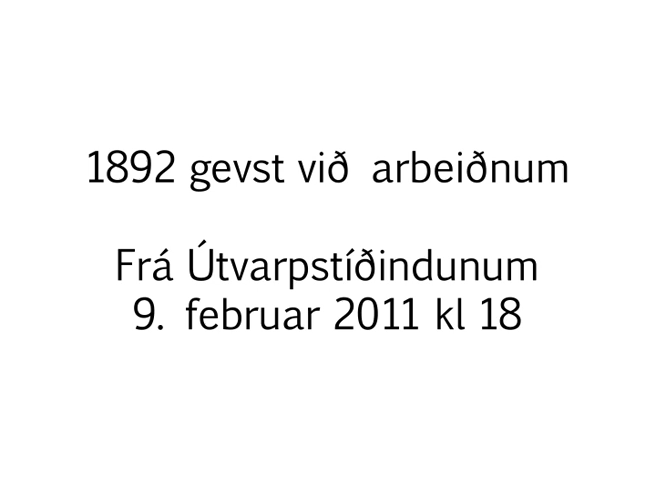 1892 gevst við arbeiðnum
Frá Útvarpstíðindunum
9. februar 2011 kl 18